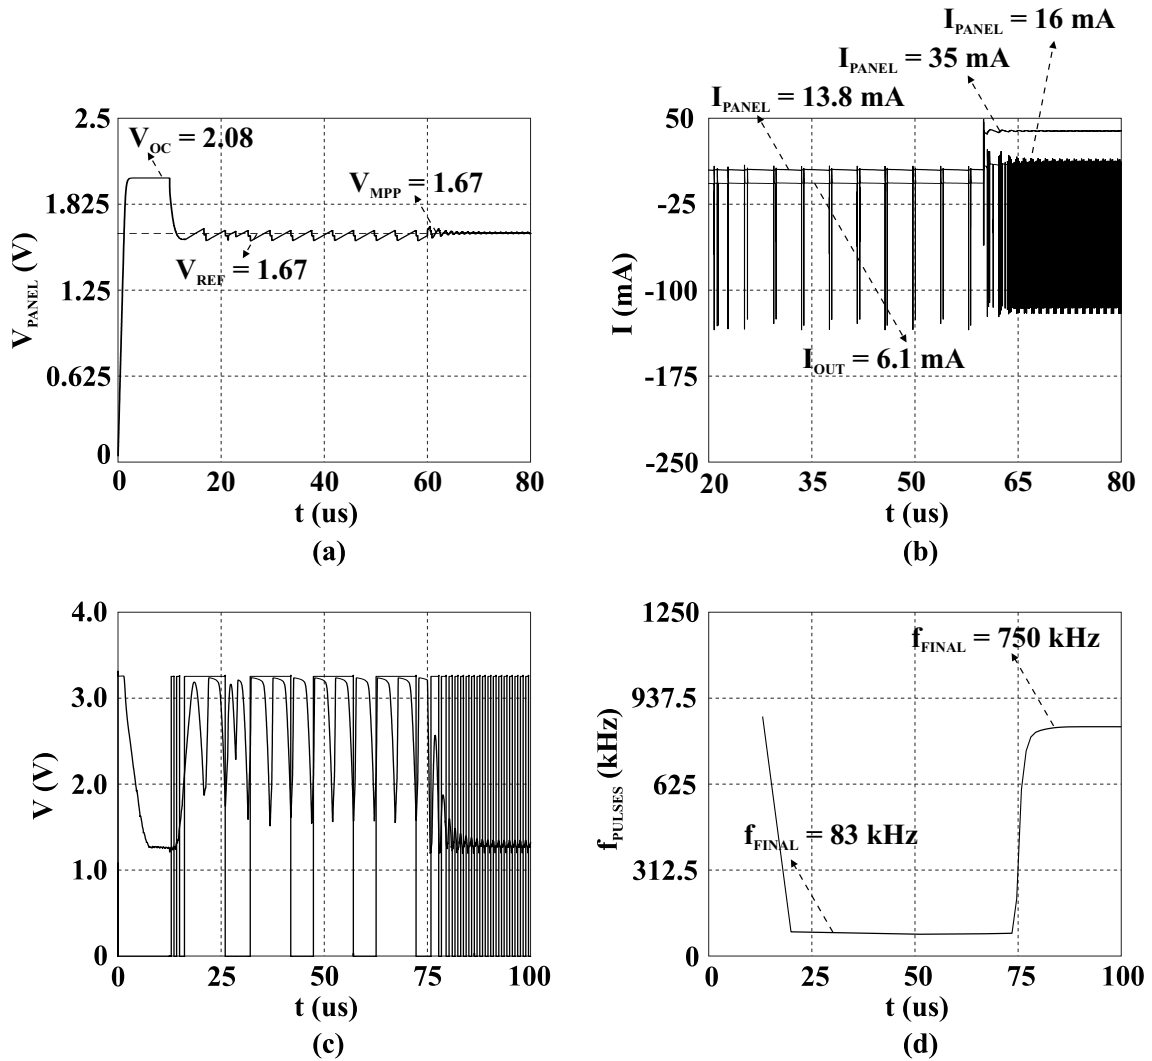 2.5
V_OC = 2.08
V_MPP = 1.67
1.825
V_REF = 1.67
1.25
0.625
0
V_PANEL (V)
0 20 40 60 80
t (us)
(a)
I_PANEL = 16 mA
I_PANEL = 35 mA
I_PANEL = 13.8 mA
50
-25
-100
I_OUT = 6.1 mA
-175
-250
I (mA)
20 35 50 65 80
t (us)
(b)
4.0
3.0
2.0
1.0
0
V (V)
0 25 50 75 100
t (us)
(c)
1250
f_FINAL = 750 kHz
937.5
625
f_FINAL = 83 kHz
312.5
0
f_PULSES (kHz)
0 25 50 75 100
t (us)
(d)